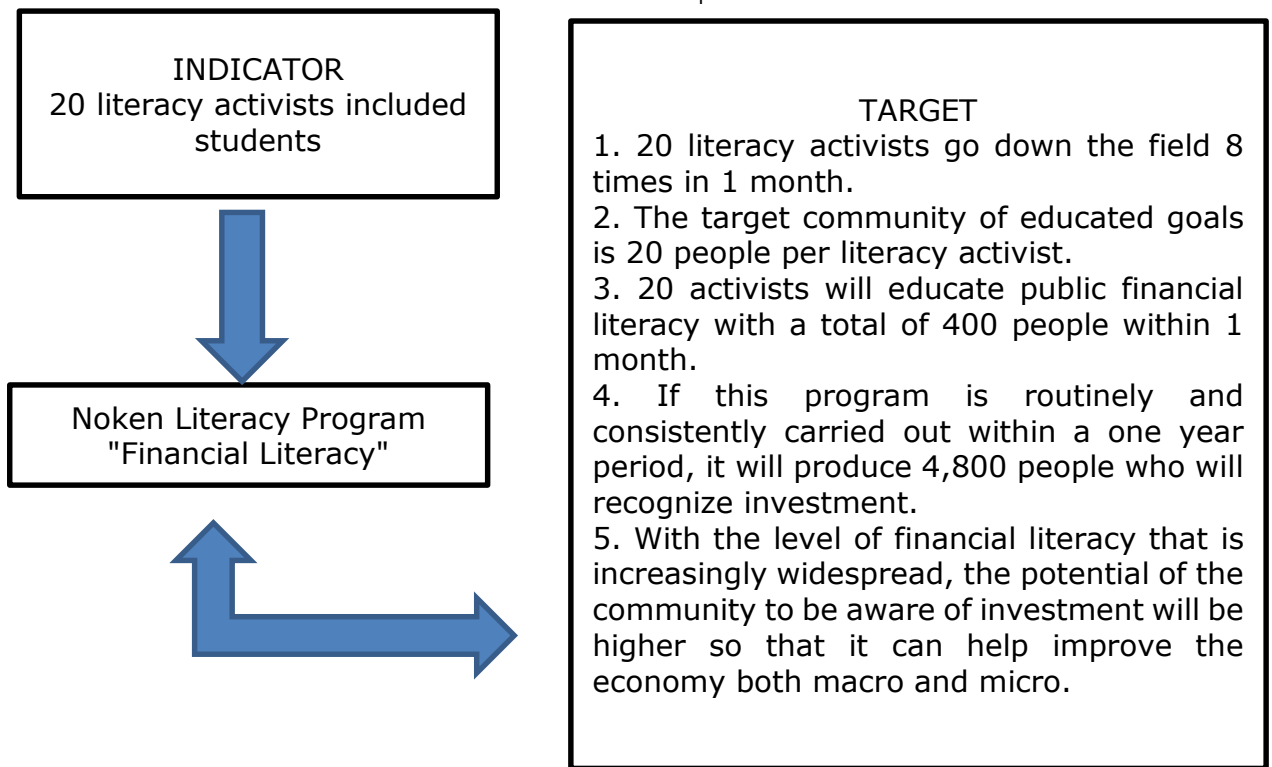 INDICATOR
20 literacy activists included
students
Noken Literacy Program
"Financial Literacy"
TARGET
1. 20 literacy activists go down the field 8
times in 1 month.
2. The target community of educated goals
is 20 people per literacy activist.
3. 20 activists will educate public financial
literacy with a total of 400 people within 1
month.
4. If this program is routinely and
consistently carried out within a one year
period, it will produce 4,800 people who will
recognize investment.
5. With the level of financial literacy that is
increasingly widespread, the potential of the
community to be aware of investment will be
higher so that it can help improve the
economy both macro and micro.